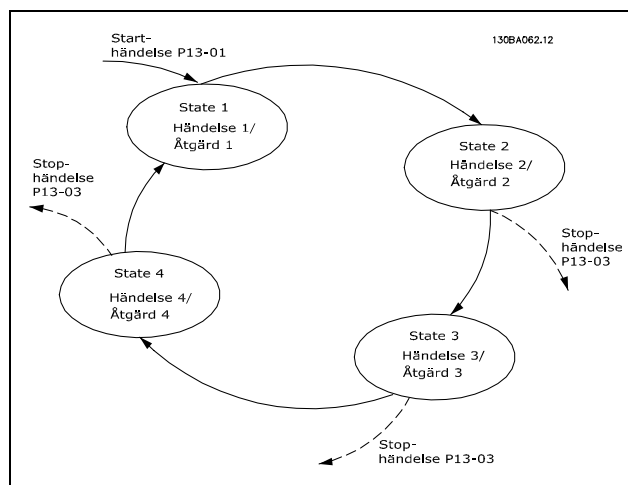 130BA062.12
Start-
händelse P13-01
State 1
Händelse 1/
Åtgärd 1
State 2
Händelse 2/
Åtgärd 2
Stop-
händelse
P13-03
Stop-
händelse
P13-03
State 4
Händelse 4/
Åtgärd 4
State 3
Händelse 3/
Åtgärd 3
Stop-
händelse P13-03